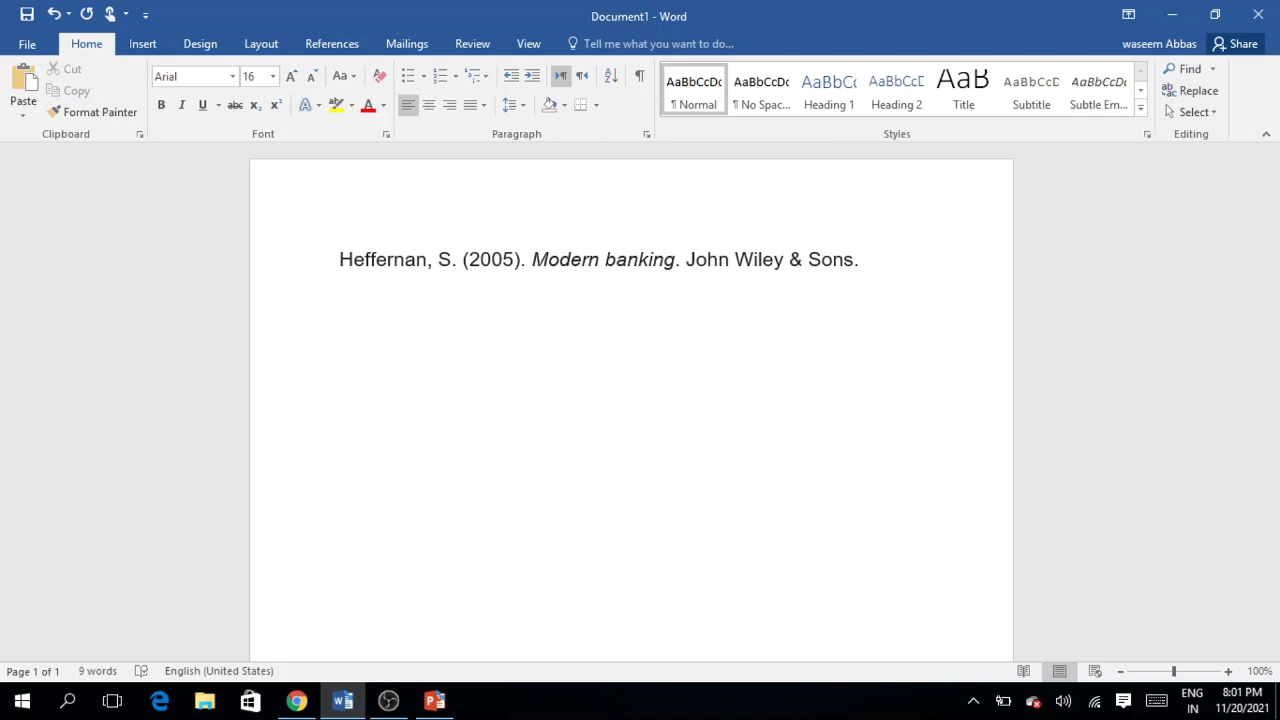 Document1 - Word
File Home Insert Design Layout References Mailings Review View Tell me what you want to do... waseem Abbas Share
Paste
Cut
Copy
Format Painter
Clipboard
Arial 16
Font
Paragraph
AaBbCcDc AaBbCcDc AaBbCc AaBbCcD AaB AaBbCcD AaBbCcDc
¶ Normal ¶ No Spac... Heading 1 Heading 2 Title Subtitle Subtle Em...
Styles
Find
Replace
Select
Editing
Heffernan, S. (2005). Modern banking. John Wiley & Sons.
Page 1 of 1 9 words English (United States) 100%
ENG
IN
8:01 PM
11/20/2021